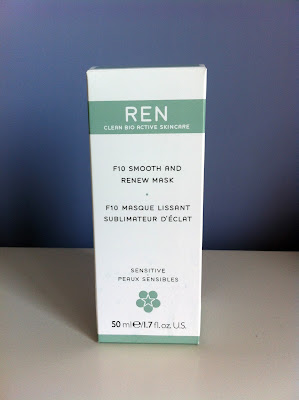 REN
CLEAN BIO ACTIVE SKINCARE
F10 SMOOTH AND
RENEW MASK
•
F10 MASQUE LISSANT
SUBLIMATEUR D'ÉCLAT
SENSITIVE
PEAUX SENSIBLES
50 ml ℮/1.7 fl. oz. U.S.